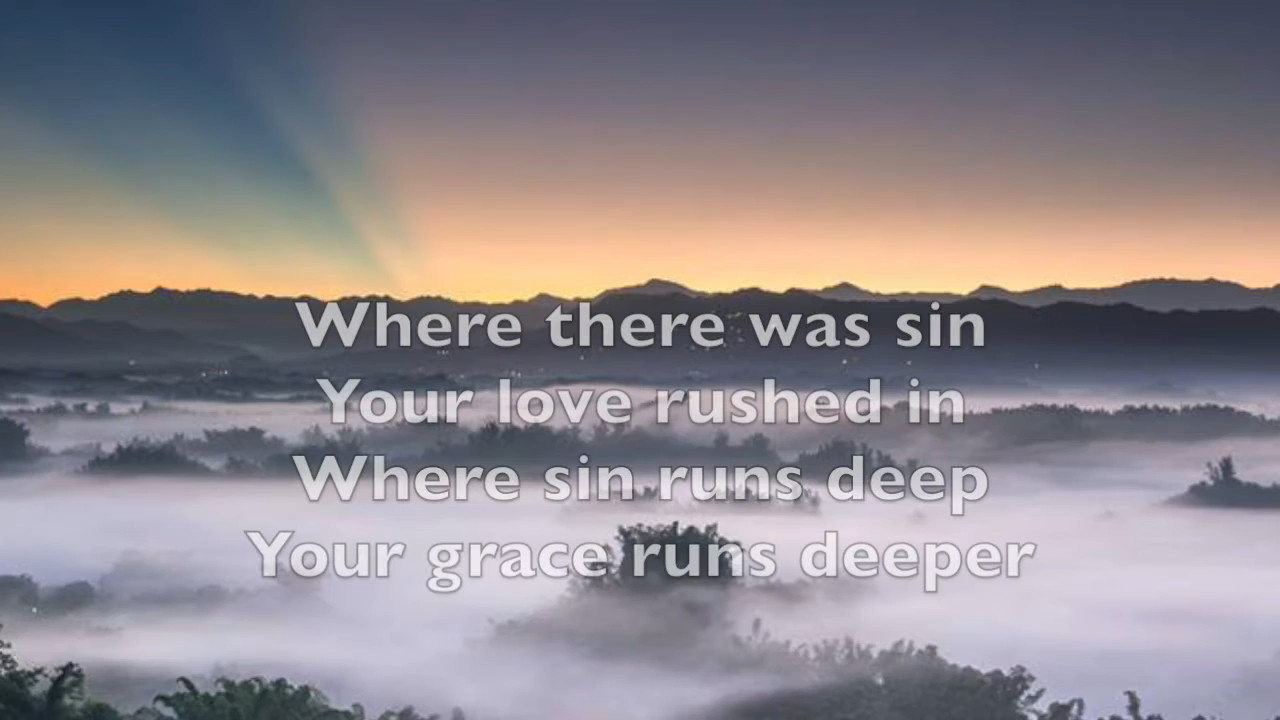 Where there was sin
Your love rushed in
Where sin runs deep
Your grace runs deeper